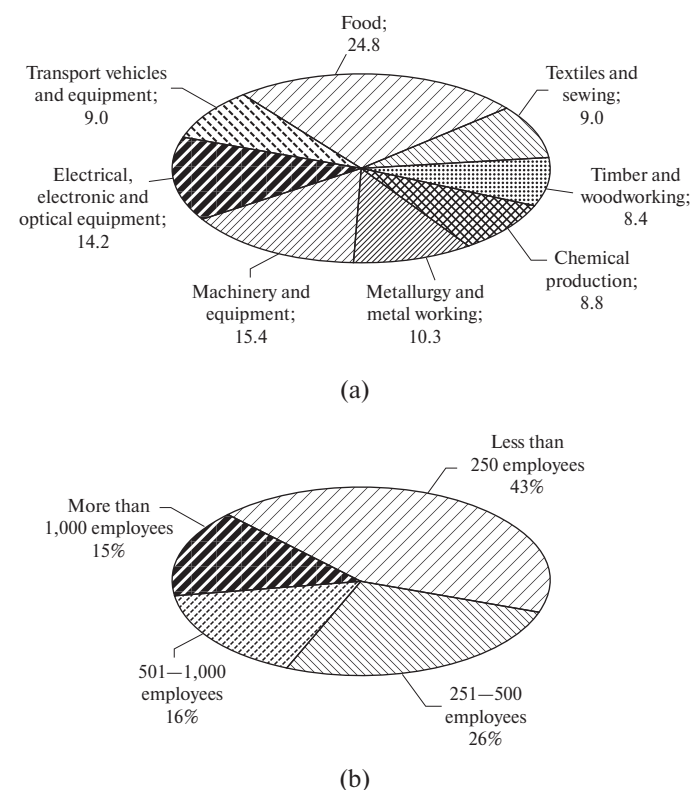 Food;
24.8
Transport vehicles
and equipment;
9.0
Textiles and
sewing;
9.0
Electrical,
electronic and
optical equipment;
14.2
Timber and
woodworking;
8.4
Chemical
production;
8.8
Machinery and
equipment;
15.4
Metallurgy and
metal working;
10.3
(a)
Less than
250 employees
43%
More than
1,000 employees
15%
501—1,000
employees
16%
251—500
employees
26%
(b)